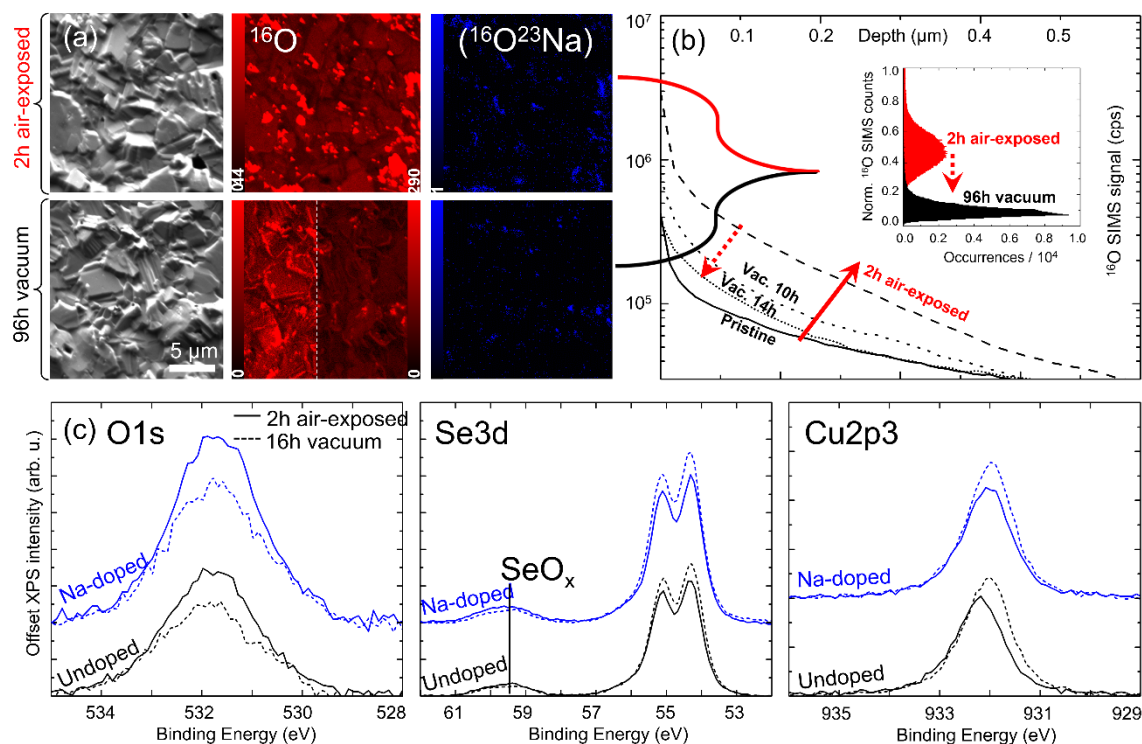 (a)
¹⁶O
(¹⁶O²³Na)
2h air-exposed
96h vacuum
5 µm
044
290
1
0
0
(b)
10⁷
10⁶
10⁵
0.1
0.2
0.4
0.5
Depth (µm)
¹⁶O SIMS signal (cps)
Vac. 10h
Vac. 14h
Pristine
2h air-exposed
Norm. ¹⁶O SIMS counts
1.0
0.8
0.6
0.4
0.2
0.0
2h air-exposed
96h vacuum
0.0 0.2 0.4 0.6 0.8 1.0
Occurrences / 10⁴
Offset XPS intensity (arb. u.)
(c) O1s
2h air-exposed
16h vacuum
Na-doped
Undoped
534 532 530 528
Binding Energy (eV)
Se3d
SeOₓ
Na-doped
Undoped
61 59 57 55 53
Binding Energy (eV)
Cu2p3
Na-doped
Undoped
935 933 931 929
Binding Energy (eV)